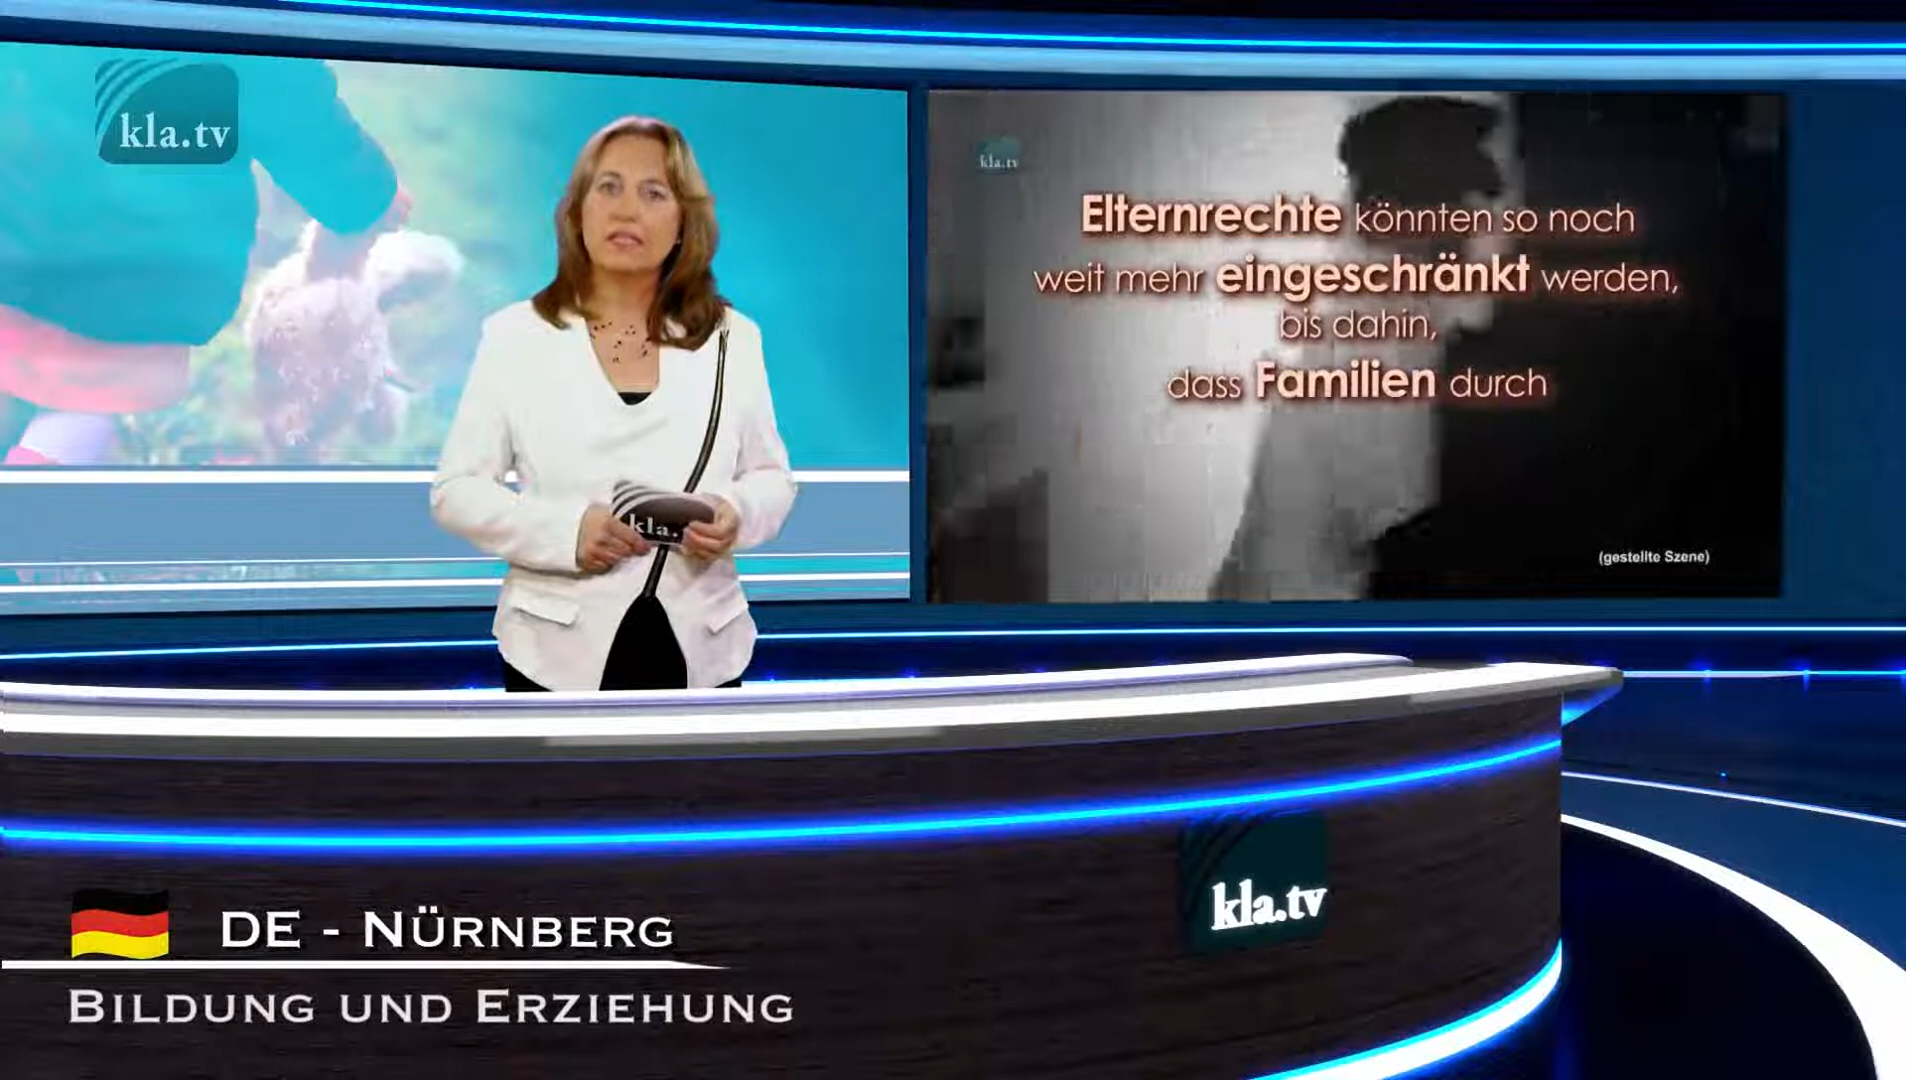 kla.tv
kla.tv
Elternrechte könnten so noch
weit mehr eingeschränkt werden,
bis dahin,
dass Familien durch
(gestellte Szene)
kla.
kla.tv
DE - NÜRNBERG
BILDUNG UND ERZIEHUNG